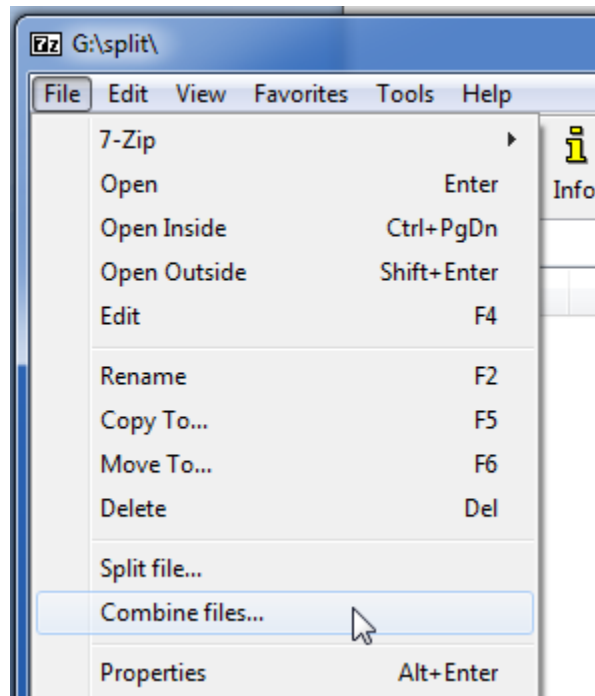 7z G:\split\
File Edit View Favorites Tools Help
7-Zip
Open Enter
Info
Open Inside Ctrl+PgDn
Open Outside Shift+Enter
Edit F4
Rename F2
Copy To... F5
Move To... F6
Delete Del
Split file...
Combine files...
Properties Alt+Enter